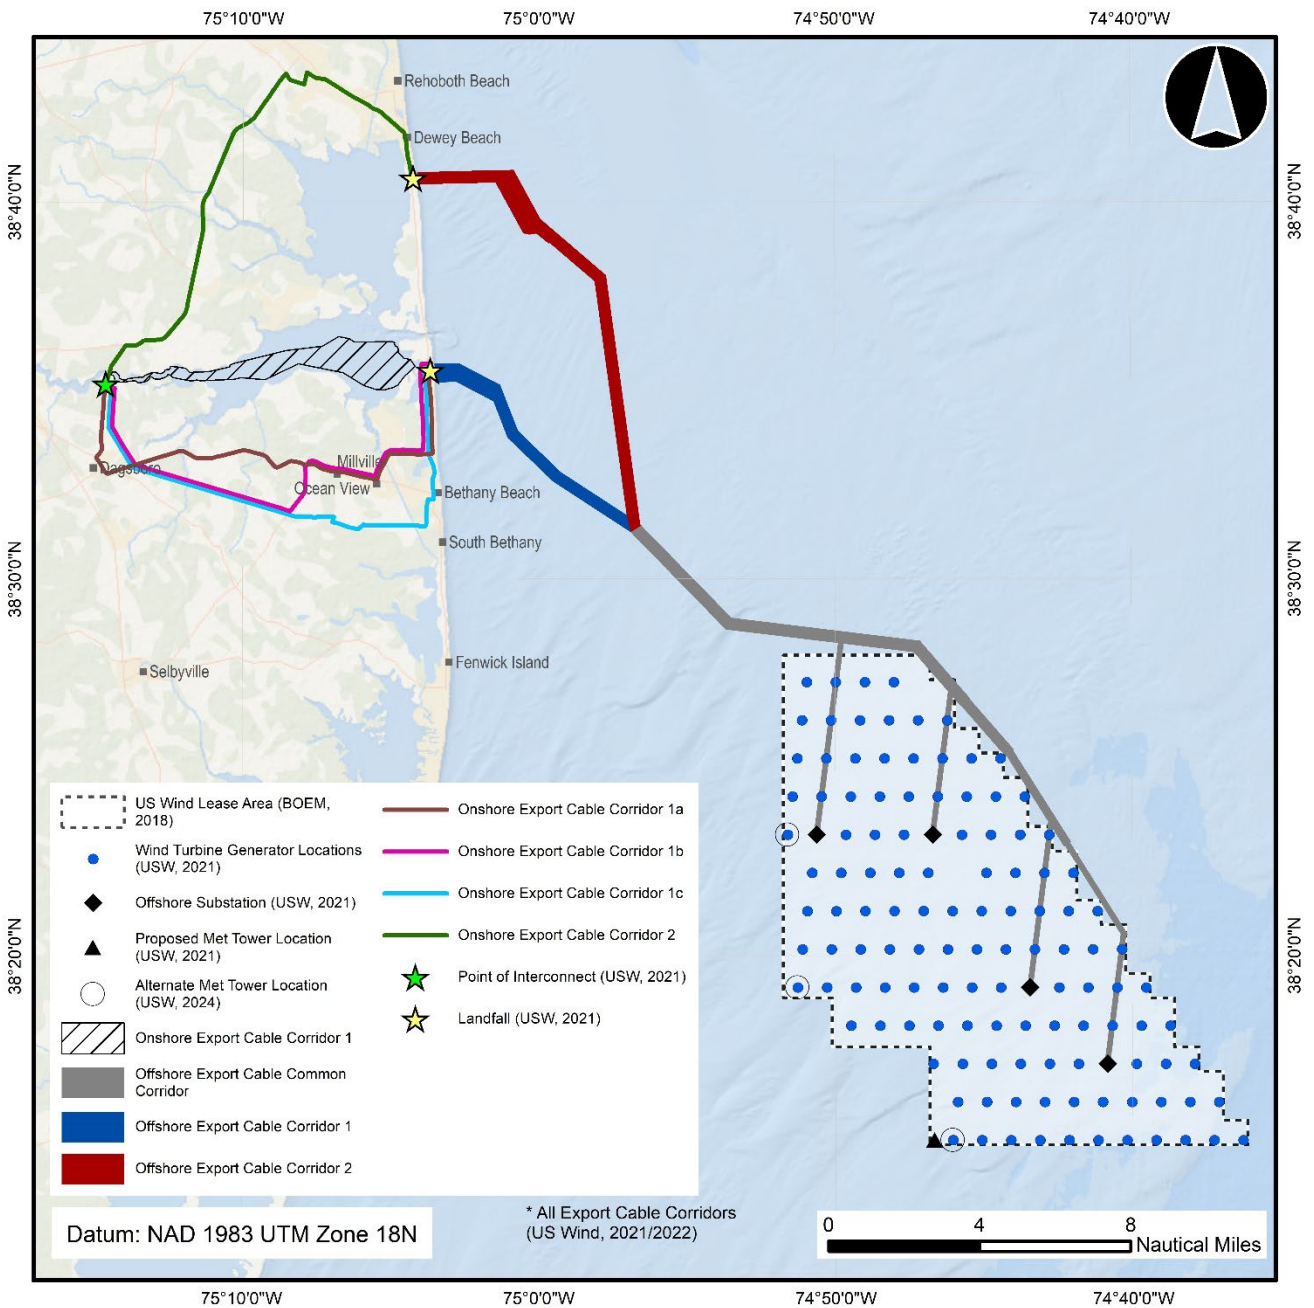 75°10'0"W
75°0'0"W
74°50'0"W
74°40'0"W
38°40'0"N
38°40'0"N
Rehoboth Beach
Dewey Beach
Dagsboro
Millville
Ocean View
Bethany Beach
South Bethany
38°30'0"N
38°30'0"N
Selbyville
Fenwick Island
38°20'0"N
38°20'0"N
US Wind Lease Area (BOEM,
2018)
Wind Turbine Generator Locations
(USW, 2021)
Offshore Substation (USW, 2021)
Proposed Met Tower Location
(USW, 2021)
Alternate Met Tower Location
(USW, 2024)
Onshore Export Cable Corridor 1
Offshore Export Cable Common
Corridor
Offshore Export Cable Corridor 1
Offshore Export Cable Corridor 2
Onshore Export Cable Corridor 1a
Onshore Export Cable Corridor 1b
Onshore Export Cable Corridor 1c
Onshore Export Cable Corridor 2
Point of Interconnect (USW, 2021)
Landfall (USW, 2021)
Datum: NAD 1983 UTM Zone 18N
* All Export Cable Corridors
(US Wind, 2021/2022)
0 4 8
Nautical Miles
75°10'0"W
75°0'0"W
74°50'0"W
74°40'0"W